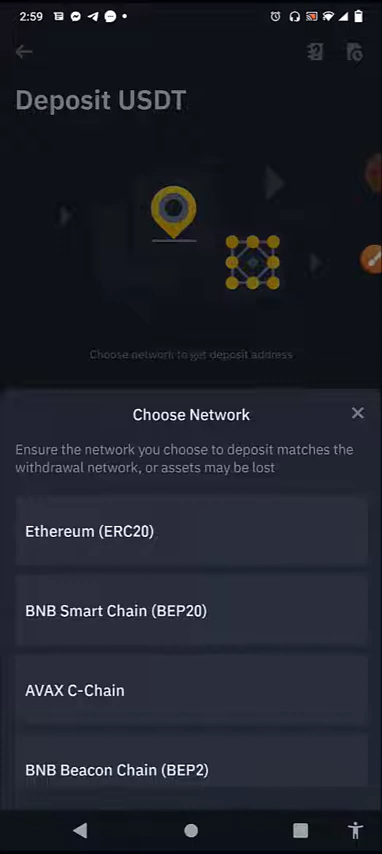 2:59
Deposit USDT
Choose network to get deposit address
Choose Network
Ensure the network you choose to deposit matches the
withdrawal network, or assets may be lost
Ethereum (ERC20)
BNB Smart Chain (BEP20)
AVAX C-Chain
BNB Beacon Chain (BEP2)